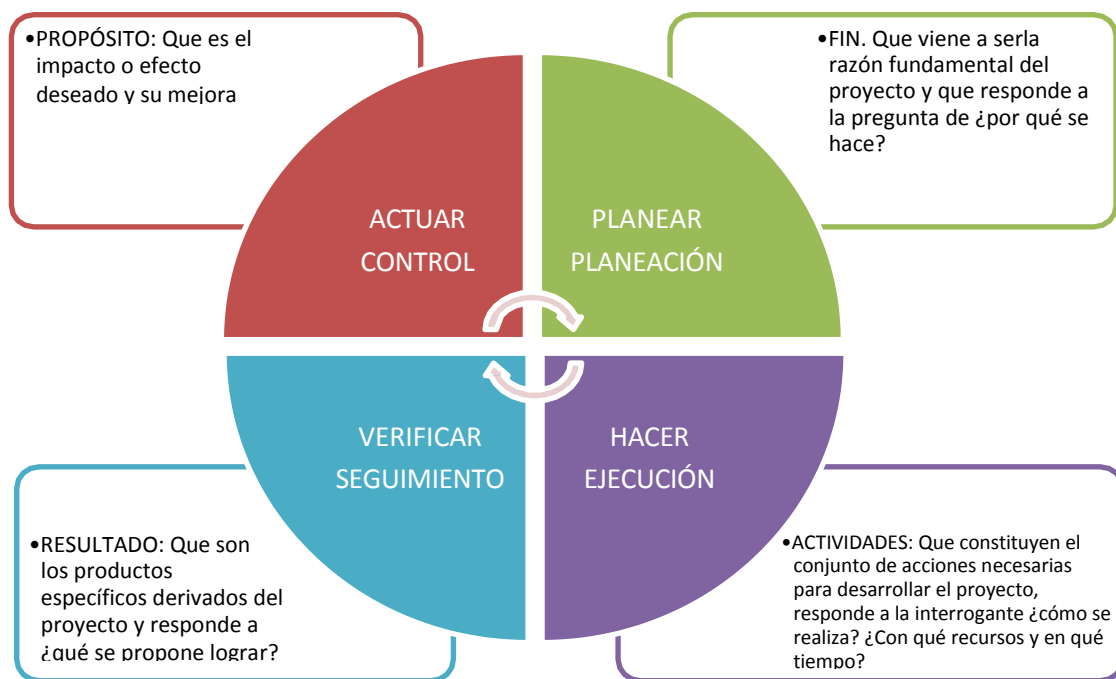 •PROPÓSITO: Que es el
impacto o efecto
deseado y su mejora
•FIN. Que viene a serla
razón fundamental del
proyecto y que responde a
la pregunta de ¿por qué se
hace?
ACTUAR
CONTROL
PLANEAR
PLANEACIÓN
VERIFICAR
SEGUIMIENTO
HACER
EJECUCIÓN
•RESULTADO: Que son
los productos
específicos derivados del
proyecto y responde a
¿qué se propone lograr?
•ACTIVIDADES: Que constituyen el
conjunto de acciones necesarias
para desarrollar el proyecto,
responde a la interrogante ¿cómo se
realiza? ¿Con qué recursos y en qué
tiempo?